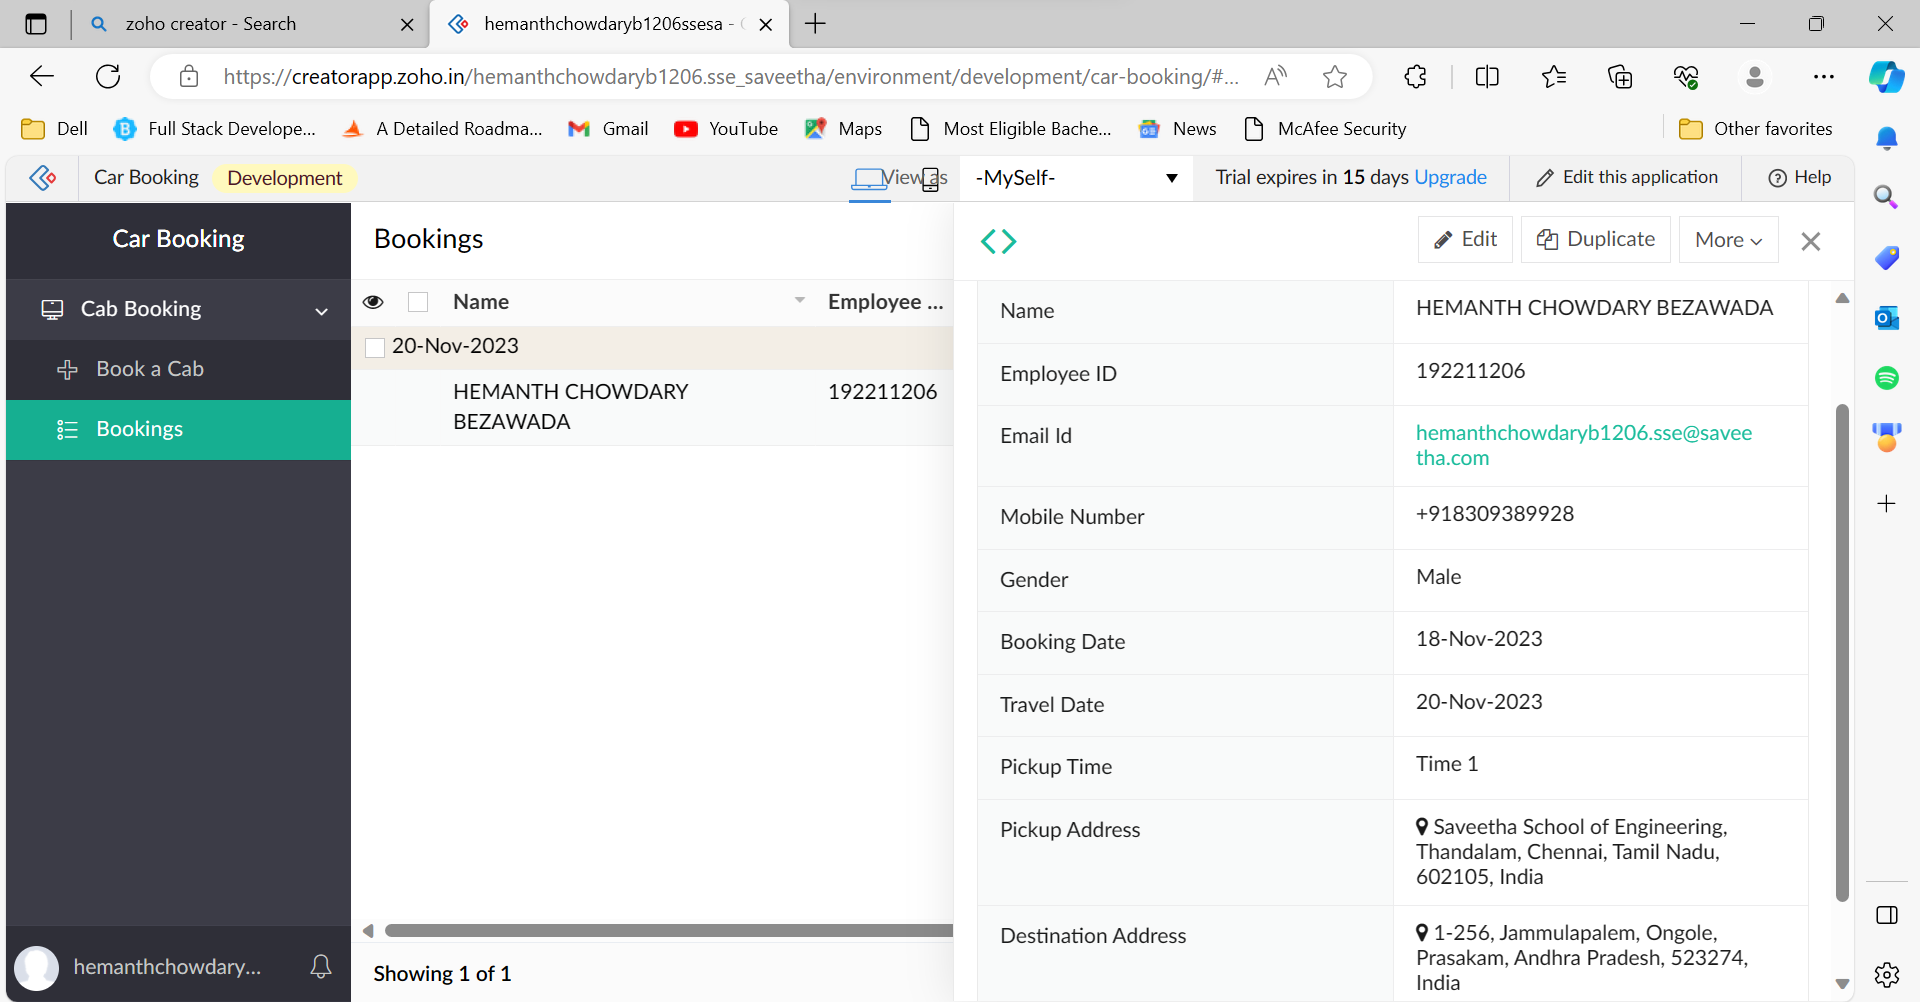 zoho creator - Search
hemanthchowdaryb1206ssesa -
https://creatorapp.zoho.in/hemanthchowdaryb1206.sse_saveetha/environment/development/car-booking/#...
Dell
Full Stack Develope...
A Detailed Roadma...
Gmail
YouTube
Maps
Most Eligible Bache...
News
McAfee Security
Other favorites
Car Booking
Development
View as
-MySelf-
Trial expires in 15 days Upgrade
Edit this application
Help
Car Booking
Cab Booking
Book a Cab
Bookings
hemanthchowdary...
Bookings
Name
Employee ...
20-Nov-2023
HEMANTH CHOWDARY
BEZAWADA
192211206
Showing 1 of 1
Edit
Duplicate
More
Name
HEMANTH CHOWDARY BEZAWADA
Employee ID
192211206
Email Id
hemanthchowdaryb1206.sse@savee
tha.com
Mobile Number
+918309389928
Gender
Male
Booking Date
18-Nov-2023
Travel Date
20-Nov-2023
Pickup Time
Time 1
Pickup Address
Saveetha School of Engineering,
Thandalam, Chennai, Tamil Nadu,
602105, India
Destination Address
1-256, Jammulapalem, Ongole,
Prasakam, Andhra Pradesh, 523274,
India